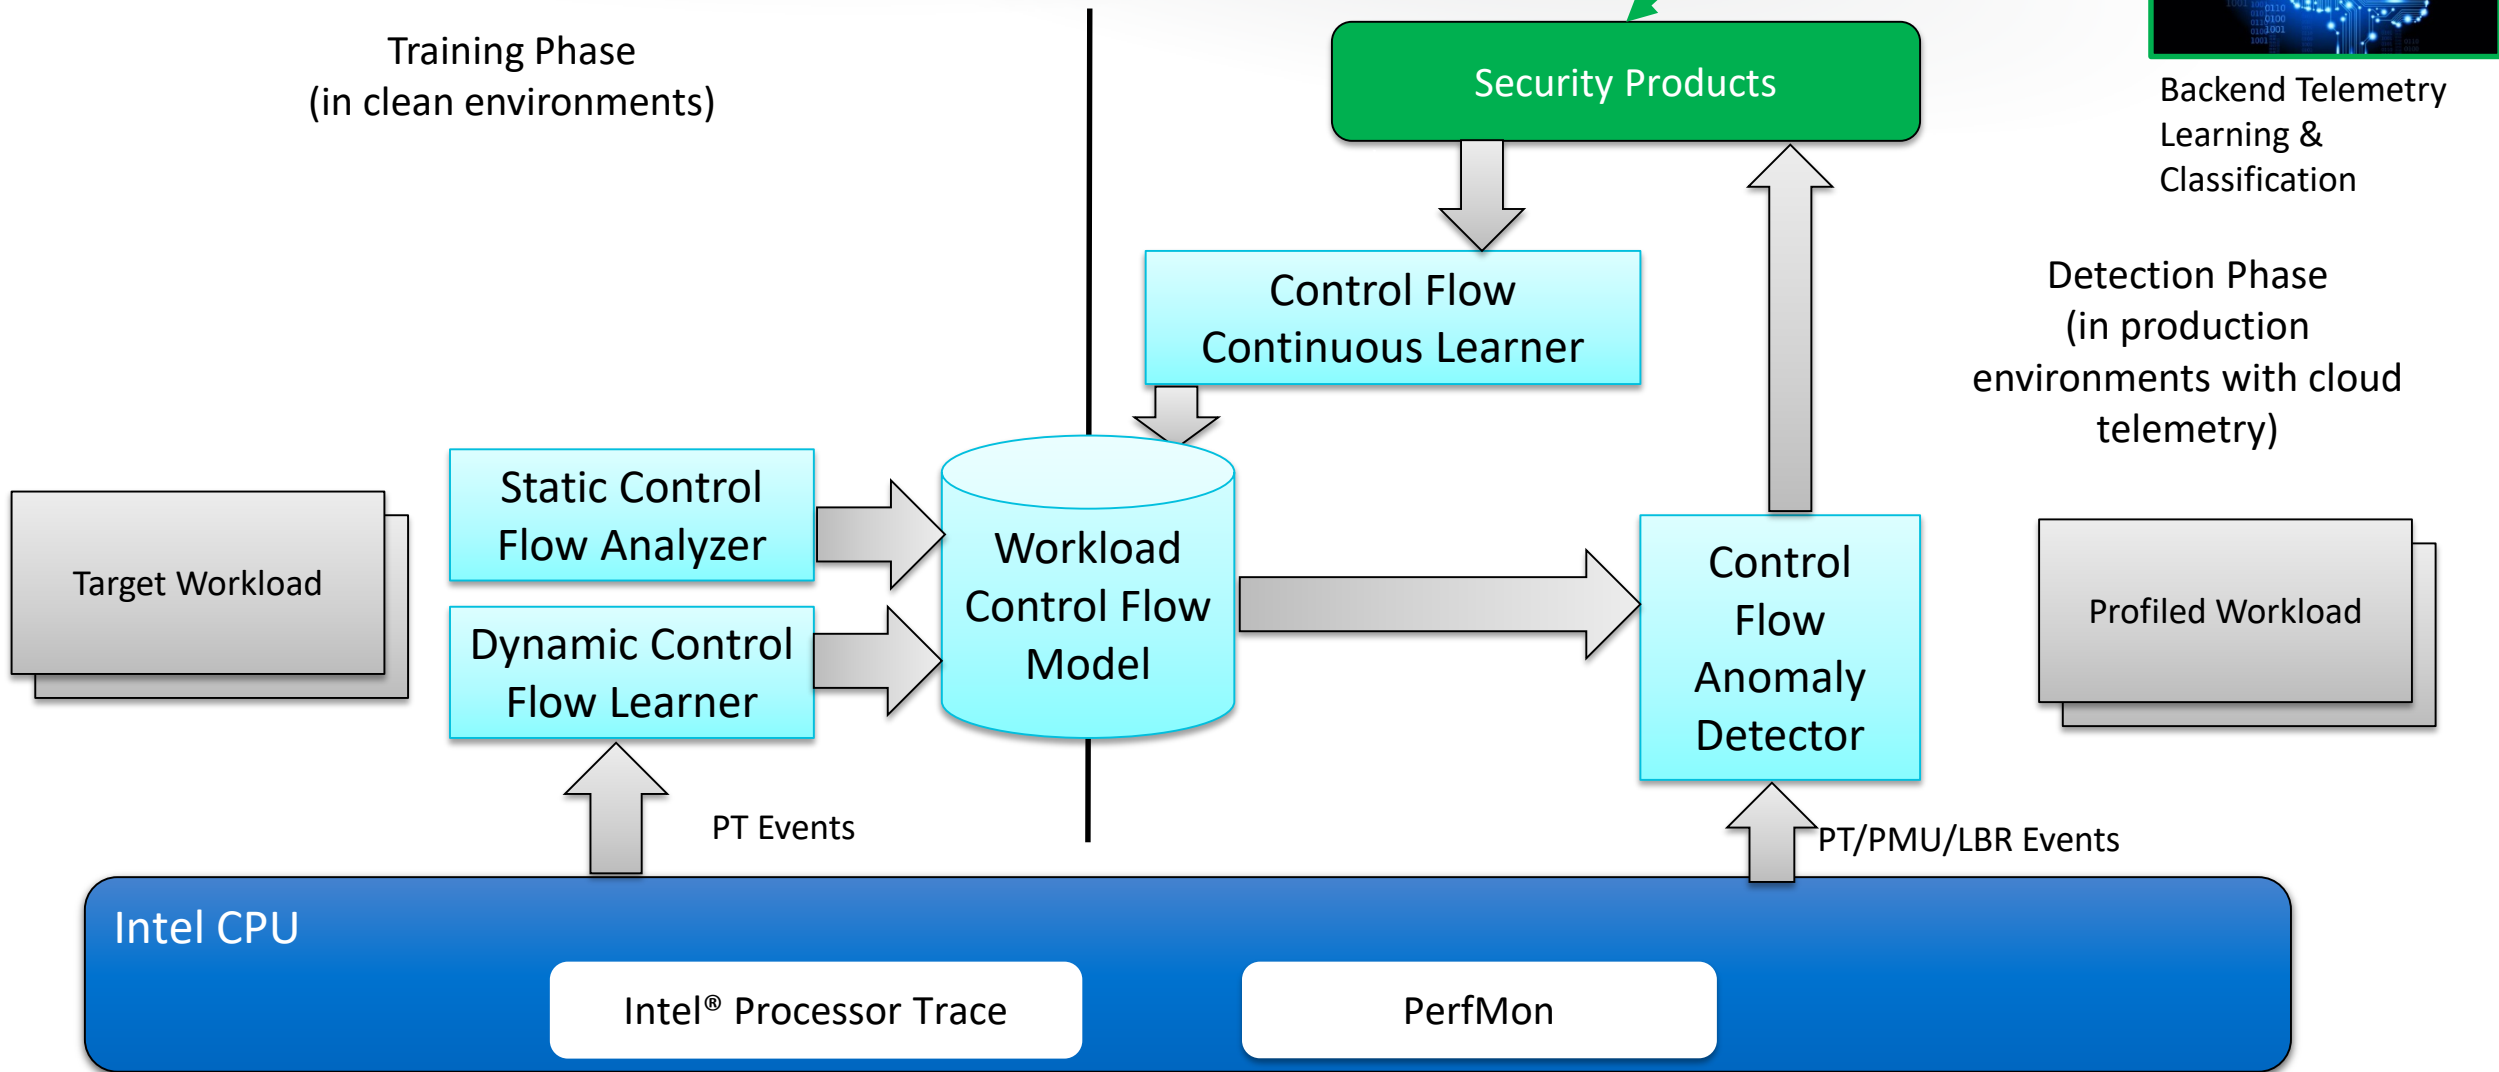 Training Phase
(in clean environments)
Security Products
Backend Telemetry
Learning &
Classification
Control Flow
Continuous Learner
Detection Phase
(in production
environments with cloud
telemetry)
Static Control
Flow Analyzer
Target Workload
Dynamic Control
Flow Learner
Workload
Control Flow
Model
Control
Flow
Anomaly
Detector
Profiled Workload
PT Events
PT/PMU/LBR Events
Intel CPU
Intel® Processor Trace
PerfMon